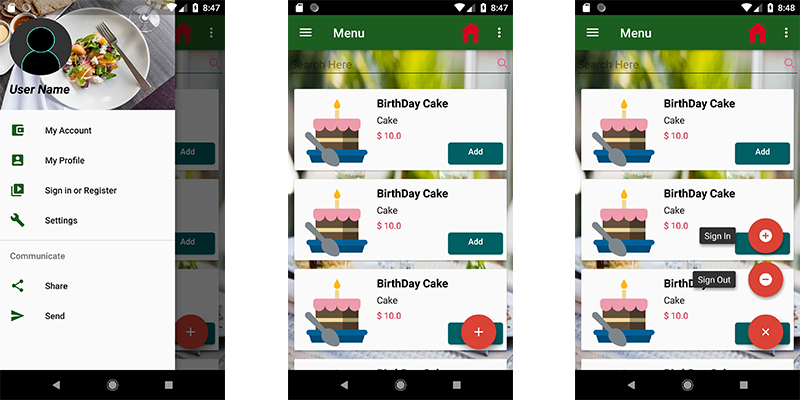 8:47
User Name
My Account
My Profile
Sign in or Register
Settings
Communicate
Share
Send
Add
8:47
Menu
Search Here
BirthDay Cake
Cake
$ 10.0
Add
BirthDay Cake
Cake
$ 10.0
Add
BirthDay Cake
Cake
$ 10.0
8:48
Menu
Search Here
BirthDay Cake
Cake
$ 10.0
Add
BirthDay Cake
Cake
$ 10.0
Sign In
BirthDay Cake
Sign Out
Cake
$ 10.0